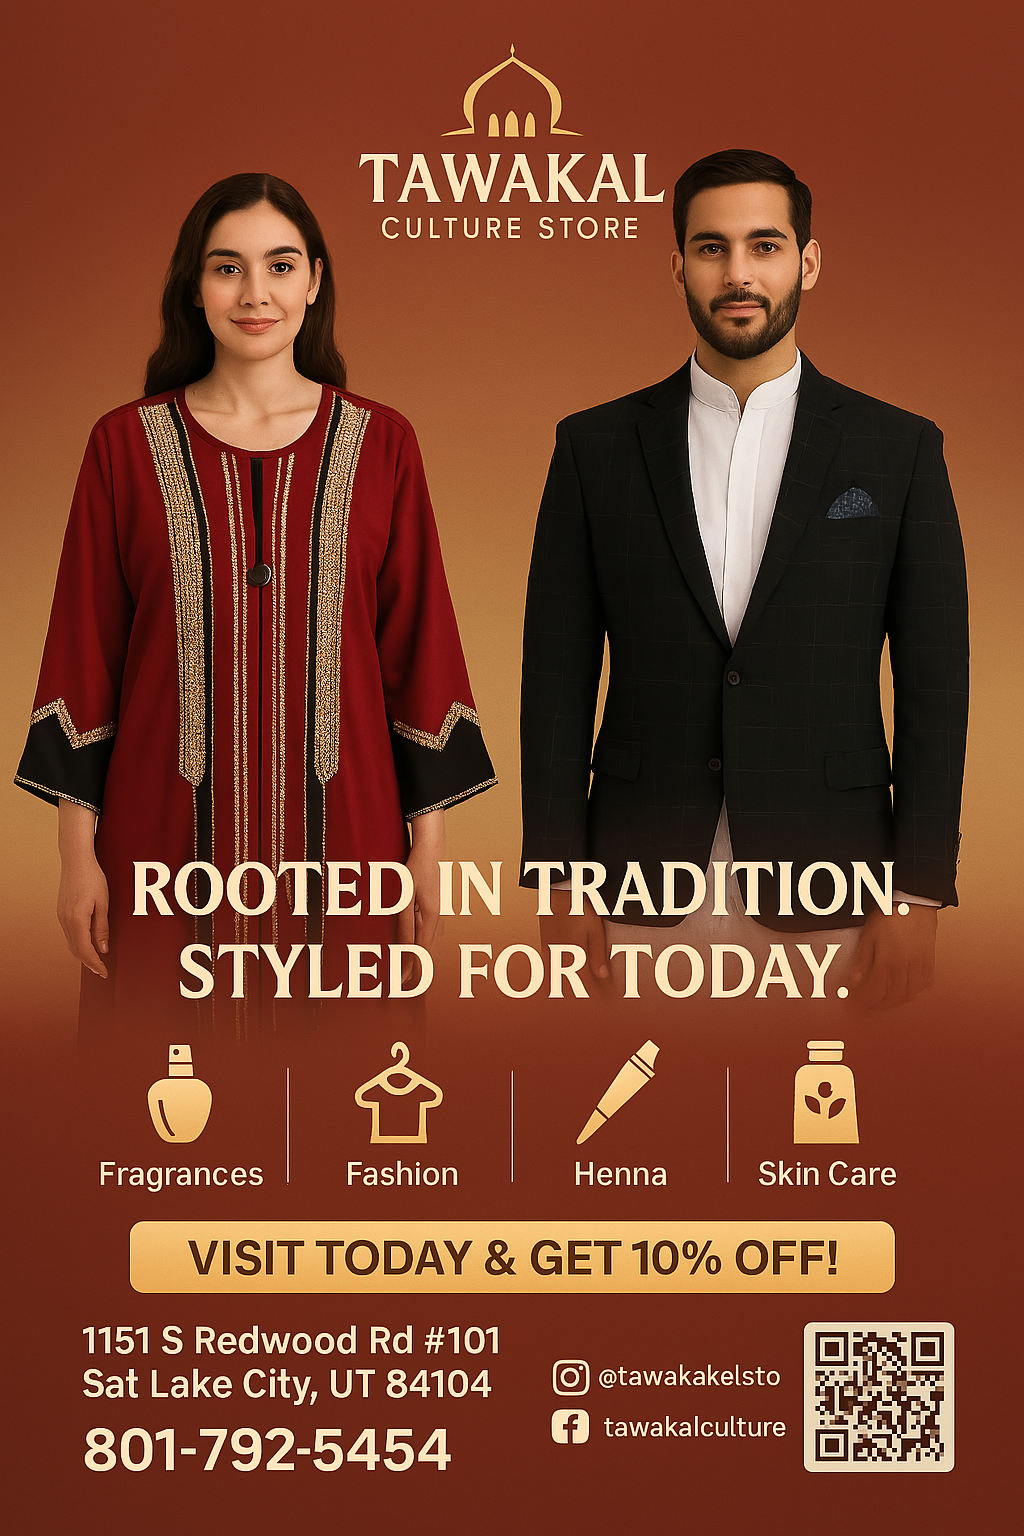 TAWAKAL
CULTURE STORE
ROOTED IN TRADITION.
STYLED FOR TODAY.
Fragrances
Fashion
Henna
Skin Care
VISIT TODAY & GET 10% OFF!
1151 S Redwood Rd #101
Sat Lake City, UT 84104
801-792-5454
@tawakakelsto
tawakalculture